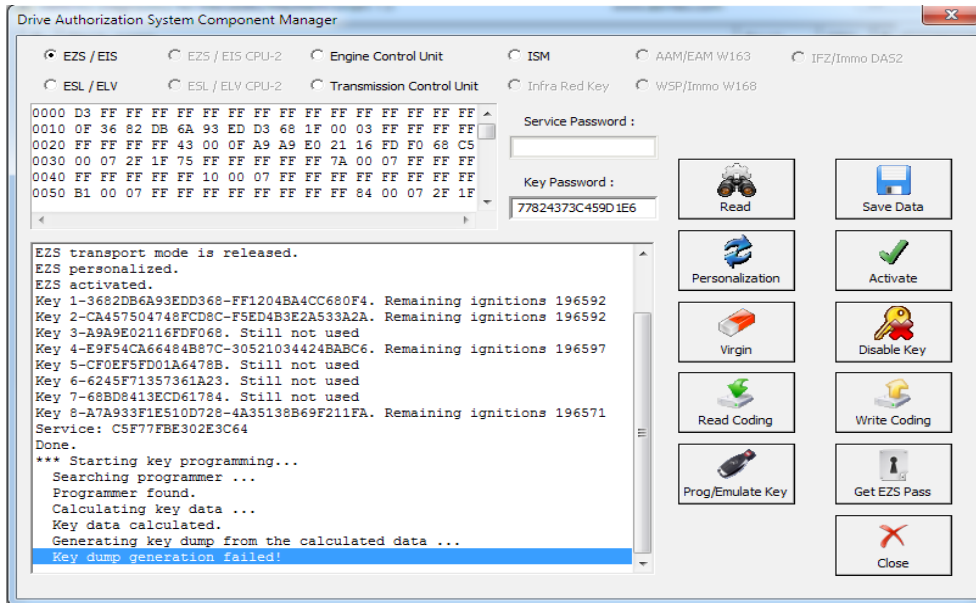 Drive Authorization System Component Manager
EZS / EIS
EZS / EIS CPU-2
Engine Control Unit
ISM
AAM/EAM W163
IFZ/Immo DAS2
ESL / ELV
ESL / ELV CPU-2
Transmission Control Unit
Infra Red Key
WSP/Immo W168
0000 D3 FF FF FF FF FF FF FF FF FF FF FF FF FF FF FF
0010 0F 36 82 DB 6A 93 ED D3 68 1F 00 03 FF FF FF FF
0020 FF FF FF FF 43 00 0F A9 A9 E0 21 16 FD F0 68 C5
0030 00 07 2F 1F 75 FF FF FF FF FF 7A 00 07 FF FF FF
0040 FF FF FF FF FF 10 00 07 FF FF FF FF FF FF FF FF
0050 B1 00 07 FF FF FF FF FF FF FF FF 84 00 07 2F 1F
Service Password :
Key Password :
77824373C459D1E6
Read
Save Data
Personalization
Activate
Virgin
Disable Key
Read Coding
Write Coding
Prog/Emulate Key
Get EZS Pass
Close
EZS transport mode is released.
EZS personalized.
EZS activated.
Key 1-3682DB6A93EDD368-FF1204BA4CC680F4. Remaining ignitions 196592
Key 2-CA457504748FCD8C-F5ED4B3E2A533A2A. Remaining ignitions 196592
Key 3-A9A9E02116FDF068. Still not used
Key 4-E9F54CA66484B87C-30521034424BABC6. Remaining ignitions 196597
Key 5-CF0EF5FD01A6478B. Still not used
Key 6-6245F71357361A23. Still not used
Key 7-68BD8413ECD61784. Still not used
Key 8-A7A933F1E510D728-4A35138B69F211FA. Remaining ignitions 196571
Service: C5F77FBE302E3C64
Done.
*** Starting key programming...
Searching programmer ...
Programmer found.
Calculating key data ...
Key data calculated.
Generating key dump from the calculated data ...
Key dump generation failed!